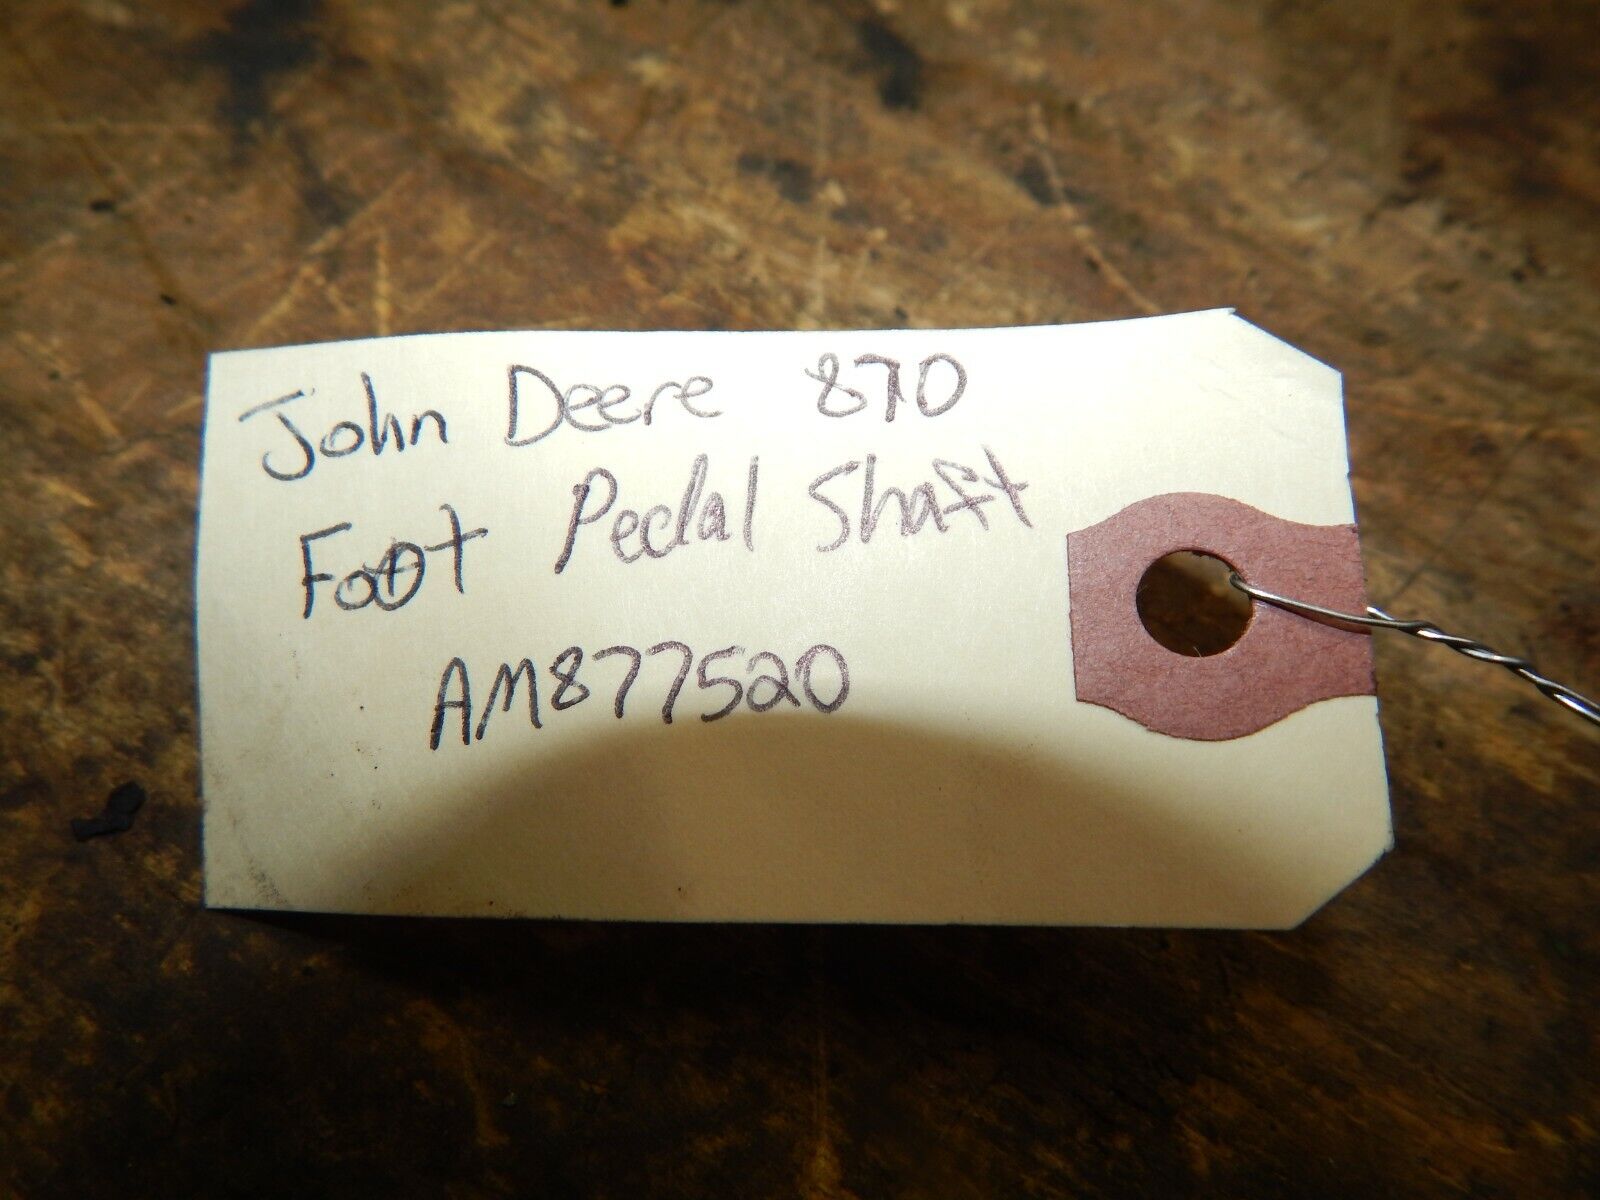 John Deere 870
Foot Pedal Shaft
AM877520